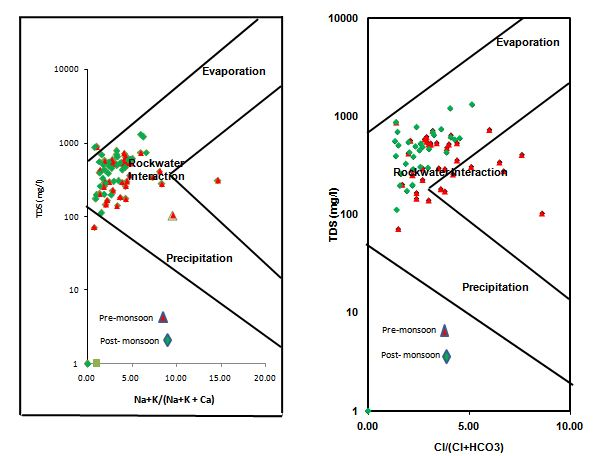 Evaporation
10000
1000
Rockwater
Interaction
TDS (mg/l)
100
Precipitation
10
Pre-monsoon
Post- monsoon
1
0.00
5.00
10.00
15.00
20.00
Na+K/(Na+K + Ca)
10000
Evaporation
1000
Rockwater Interaction
TDS (mg/l)
100
Precipitation
10
Pre-monsoon
Post- monsoon
1
0.00
5.00
10.00
Cl/(Cl+HCO3)